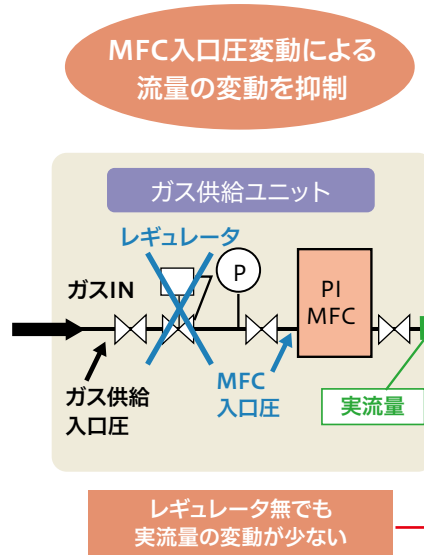 MFC入口圧変動による
流量の変動を抑制
ガス供給ユニット
レギュレータ
ガスIN
P
PI
MFC
ガス供給
入口圧
MFC
入口圧
実流量
レギュレータ無でも
実流量の変動が少ない